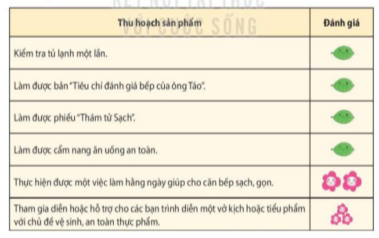 KẾT NỐI TRI THỨC
VỚI CUỘC SỐNG
Thu hoạch sản phẩm
Đánh giá
Kiểm tra tủ lạnh một lần.
Làm được bản "Tiêu chí đánh giá bếp của ông Táo".
Làm được phiếu "Thám tử Sạch".
Làm được cẩm nang ăn uống an toàn.
Thực hiện được một việc làm hằng ngày giúp cho căn bếp sạch, gọn.
Tham gia diễn hoặc hỗ trợ cho các bạn trình diễn một vở kịch hoặc tiểu phẩm
với chủ đề vệ sinh, an toàn thực phẩm.